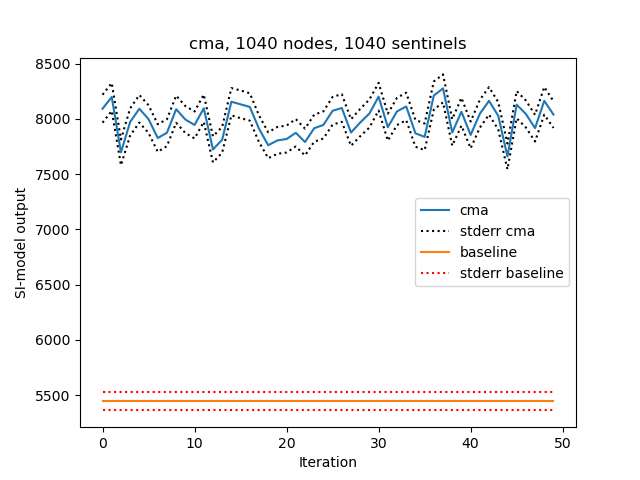 cma, 1040 nodes, 1040 sentinels
8500
8000
7500
7000
6500
6000
5500
SI-model output
cma
stderr cma
baseline
stderr baseline
0 10 20 30 40 50
Iteration